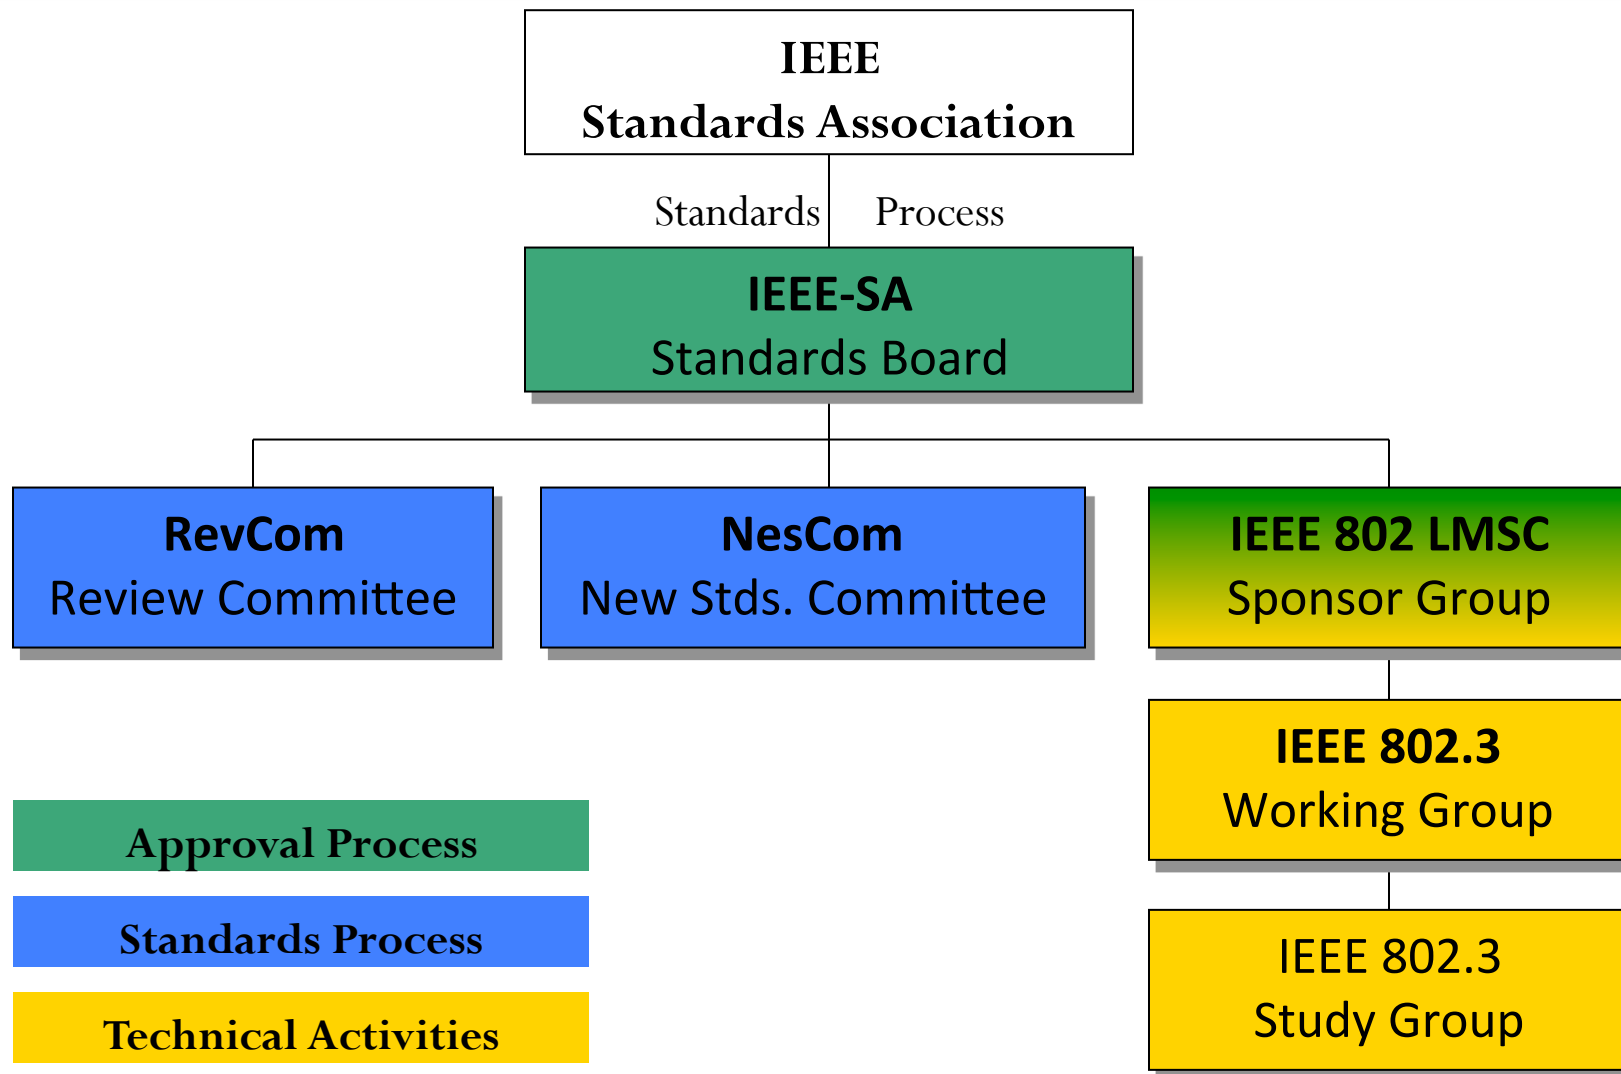 IEEE
Standards Association
Standards Process
IEEE-SA
Standards Board
RevCom
Review Committee
NesCom
New Stds. Committee
IEEE 802 LMSC
Sponsor Group
IEEE 802.3
Working Group
IEEE 802.3
Study Group
Approval Process
Standards Process
Technical Activities